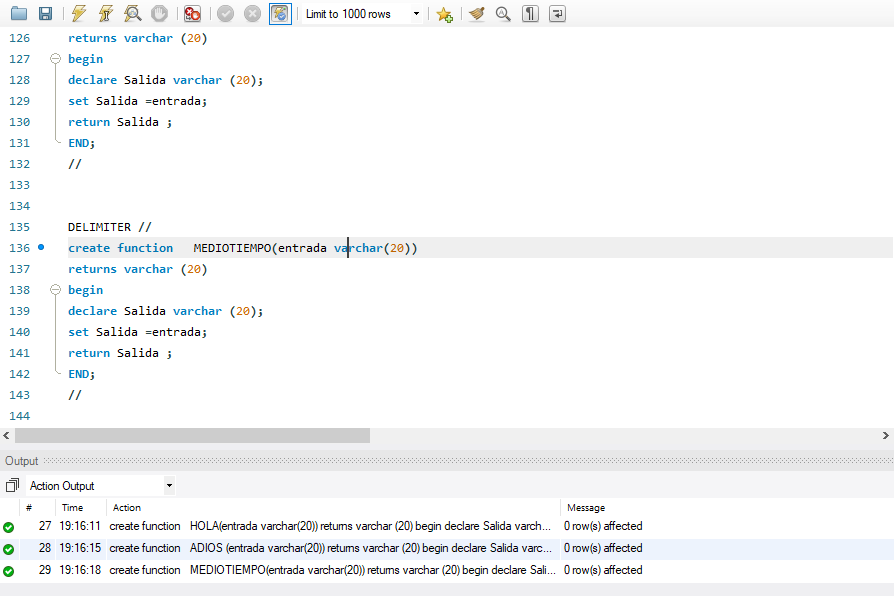 Limit to 1000 rows
126 returns varchar (20)
127 begin
128 declare Salida varchar (20);
129 set Salida =entrada;
130 return Salida ;
131 END;
132 //
133
134
135 DELIMITER //
136 create function   MEDIOTIEMPO(entrada varchar(20))
137 returns varchar (20)
138 begin
139 declare Salida varchar (20);
140 set Salida =entrada;
141 return Salida ;
142 END;
143 //
144
Output
Action Output
# Time Action Message
27 19:16:11 create function   HOLA(entrada varchar(20)) returns varchar (20) begin declare Salida varch... 0 row(s) affected
28 19:16:15 create function   ADIOS (entrada varchar(20)) returns varchar (20) begin declare Salida varc... 0 row(s) affected
29 19:16:18 create function   MEDIOTIEMPO(entrada varchar(20)) returns varchar (20) begin declare Sali... 0 row(s) affected